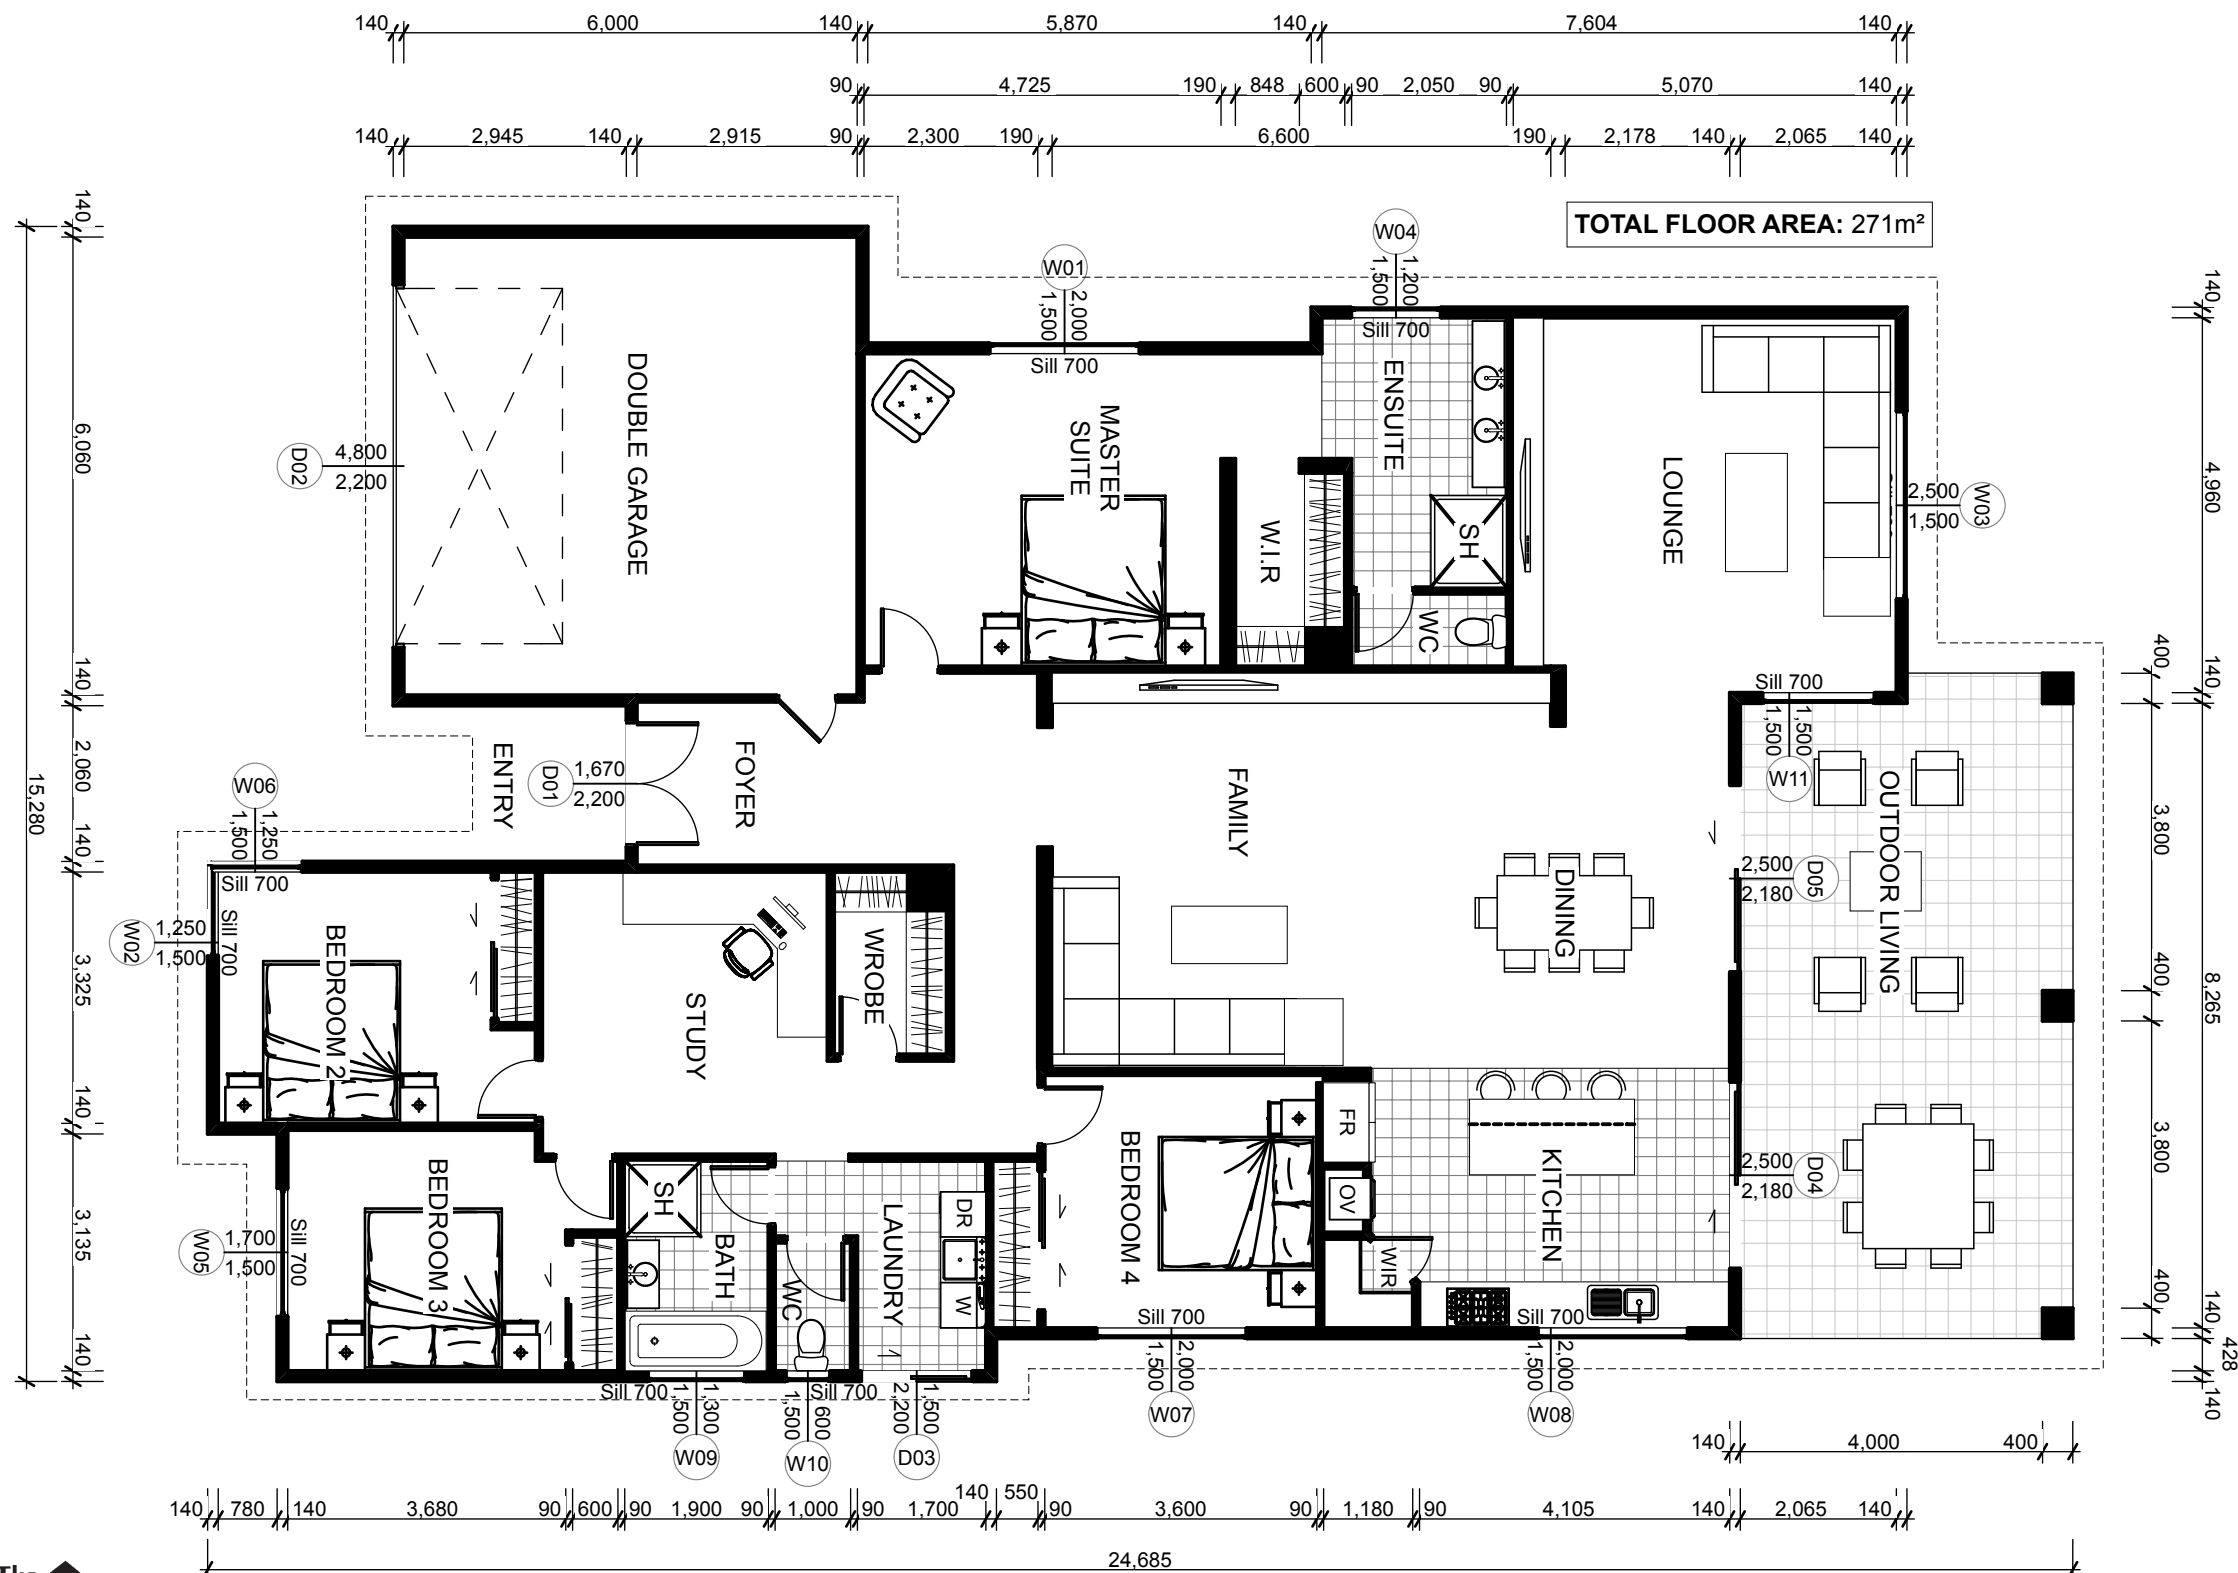 140 6,000 140 5,870 140 7,604 140
90 4,725 190 848 600 90 2,050 90 5,070 140
140 2,945 140 2,915 90 2,300 190 6,600 190 2,178 140 2,065 140
TOTAL FLOOR AREA: 271m²
15,280
140
6,060
140
2,060
140
3,325
140
3,135
140
W04
1,200
1,500
Sill 700
W01
2,000
1,500
Sill 700
DOUBLE GARAGE
D02
4,800
2,200
MASTER
SUITE
W.I.R
ENSUITE
SH
WC
LOUNGE
W03
2,500
1,500
Sill 700
1,500
1,500
W11
140
4,960
140
8,265
140
428
140
400
3,800
400
3,800
400
ENTRY
D01
1,670
2,200
FOYER
FAMILY
DINING
OUTDOOR LIVING
2,500
2,180
D05
2,500
2,180
D04
W06
1,250
1,500
Sill 700
W02
1,250
1,500
Sill 700
BEDROOM 2
STUDY
WROBE
BEDROOM 3
W05
1,700
1,500
Sill 700
SH
BATH
WC
LAUNDRY
DR
W
BEDROOM 4
FR
OV
WIR
KITCHEN
Sill 700
1,300
1,500
W09
Sill 700
600
1,500
W10
1,500
2,200
D03
Sill 700
2,000
1,500
W07
Sill 700
2,000
1,500
W08
140 4,000 400
140 780 140 3,680 90 600 90 1,900 90 1,000 90 1,700 140 550 90 3,600 90 1,180 90 4,105 140 2,065 140
24,685